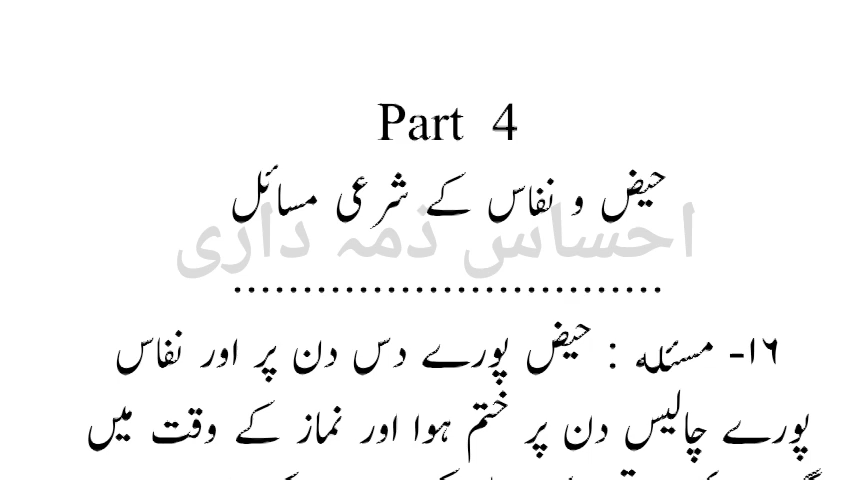 Part 4
حیض و نفاس کے شرعی مسائل
احساس ذمہ داری
...............................
۱۶- مسئلہ : حیض پورے دس دن پر اور نفاس
پورے چالیس دن پر ختم ہوا اور نماز کے وقت میں